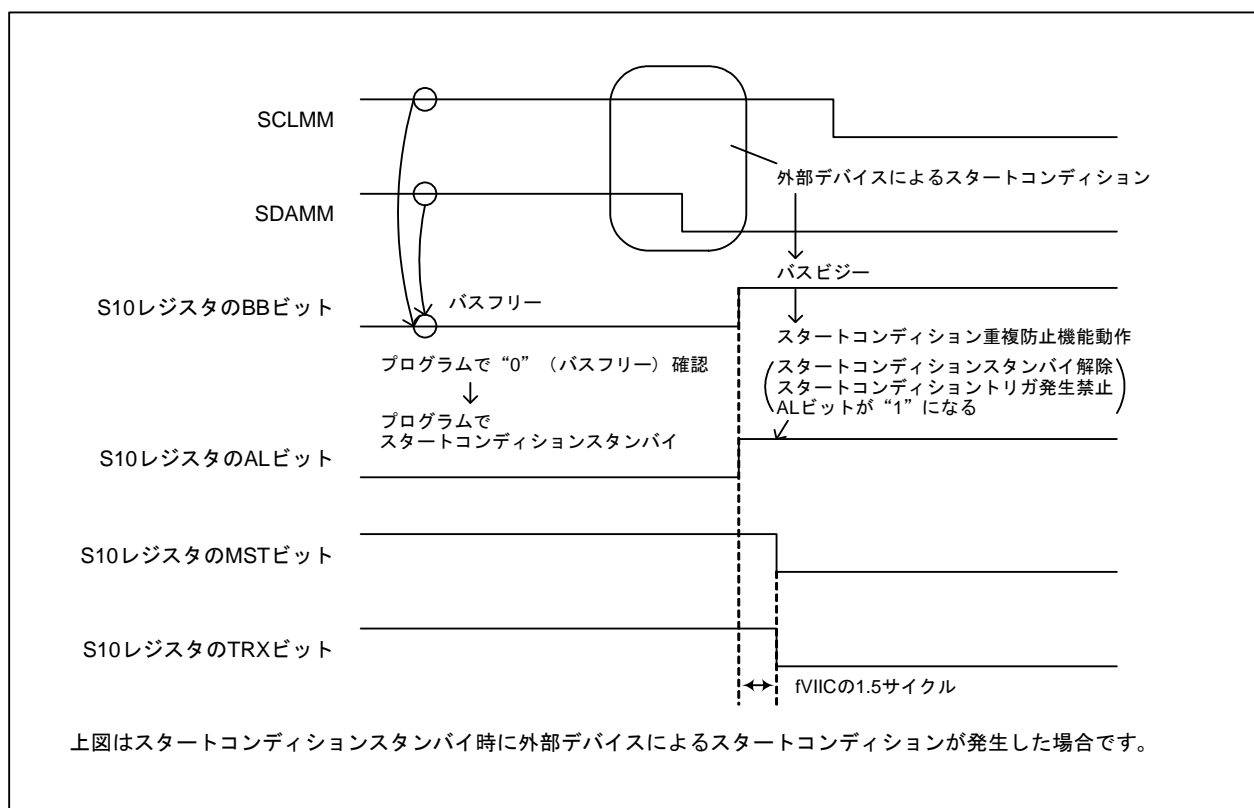 SCLMM
外部デバイスによるスタートコンディション
SDAMM
バスビジー
S10レジスタのBBビット
バスフリー
スタートコンディション重複防止機能動作
プログラムで“0”（バスフリー）確認
スタートコンディションスタンバイ解除
スタートコンディショントリガ発生禁止
ALビットが“1”になる
プログラムで
スタートコンディションスタンバイ
S10レジスタのALビット
S10レジスタのMSTビット
S10レジスタのTRXビット
fVIICの1.5サイクル
上図はスタートコンディションスタンバイ時に外部デバイスによるスタートコンディションが発生した場合です。